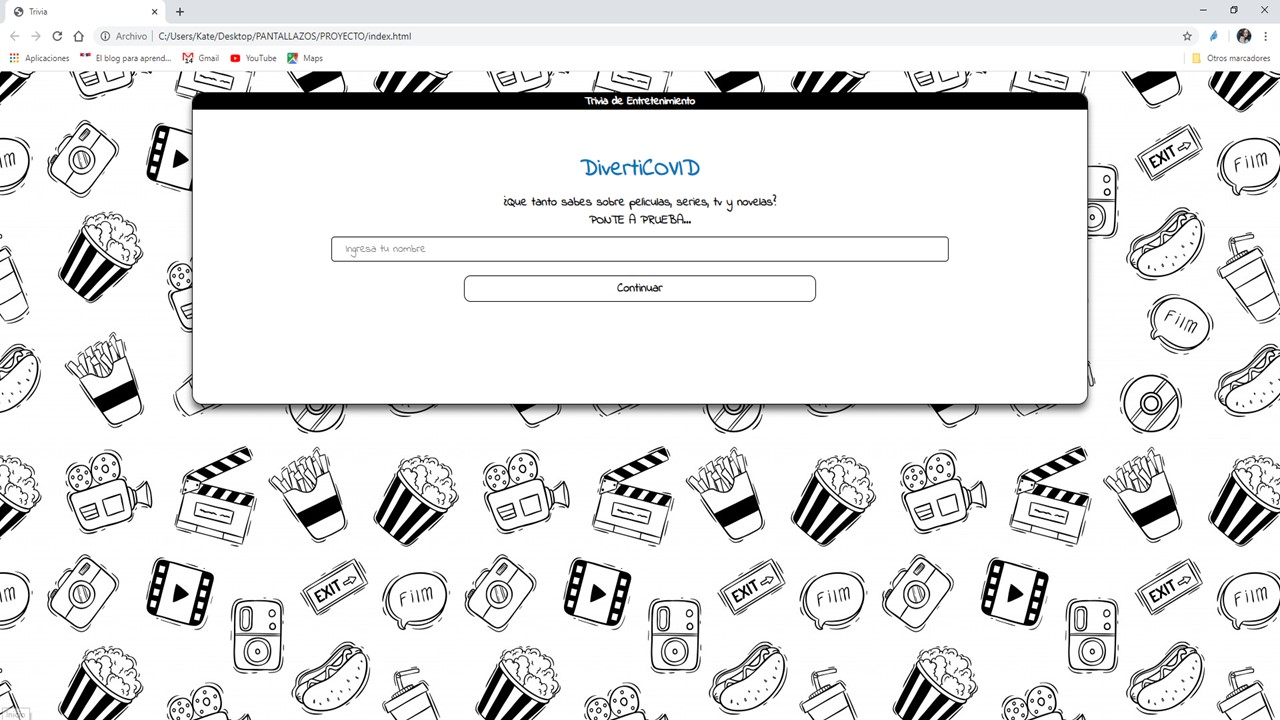 Trivia
Archivo
C:/Users/Kate/Desktop/PANTALLAZOS/PROYECTO/index.html
Aplicaciones
El blog para aprend...
Gmail
YouTube
Maps
Otros marcadores
Trivia de Entretenimiento
DivertiCOVID
¿Que tanto sabes sobre peliculas, series, tv y novelas?
PONTE A PRUEBA...
Ingresa tu nombre
Continuar
EXIT
Film
Film
EXIT
Film
EXIT
Film
EXIT
Film
Inicio